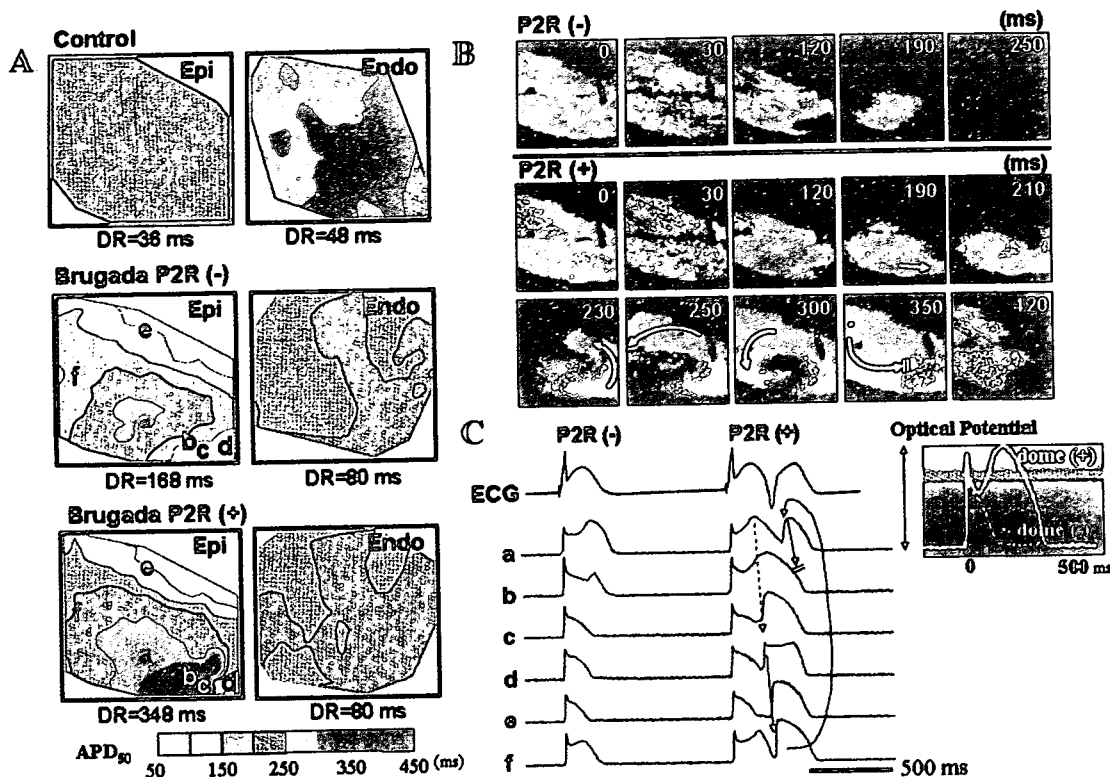 A
Control
Epi
Endo
DR=36 ms
DR=48 ms
Brugada P2R (-)
Epi
Endo
e
f
b c d
DR=168 ms
DR=80 ms
Brugada P2R (+)
Epi
Endo
e
f
a
b c d
DR=348 ms
DR=80 ms
APD50
50 150 250 350 450 (ms)
B
P2R (-) (ms)
0 30 120 190 250
P2R (+) (ms)
0 30 120 190 210
230 250 300 350 120
C
P2R (-) P2R (+)
ECG
a
b
c
d
e
f
500 ms
Optical Potential
dome (+)
dome (-)
0 500 ms